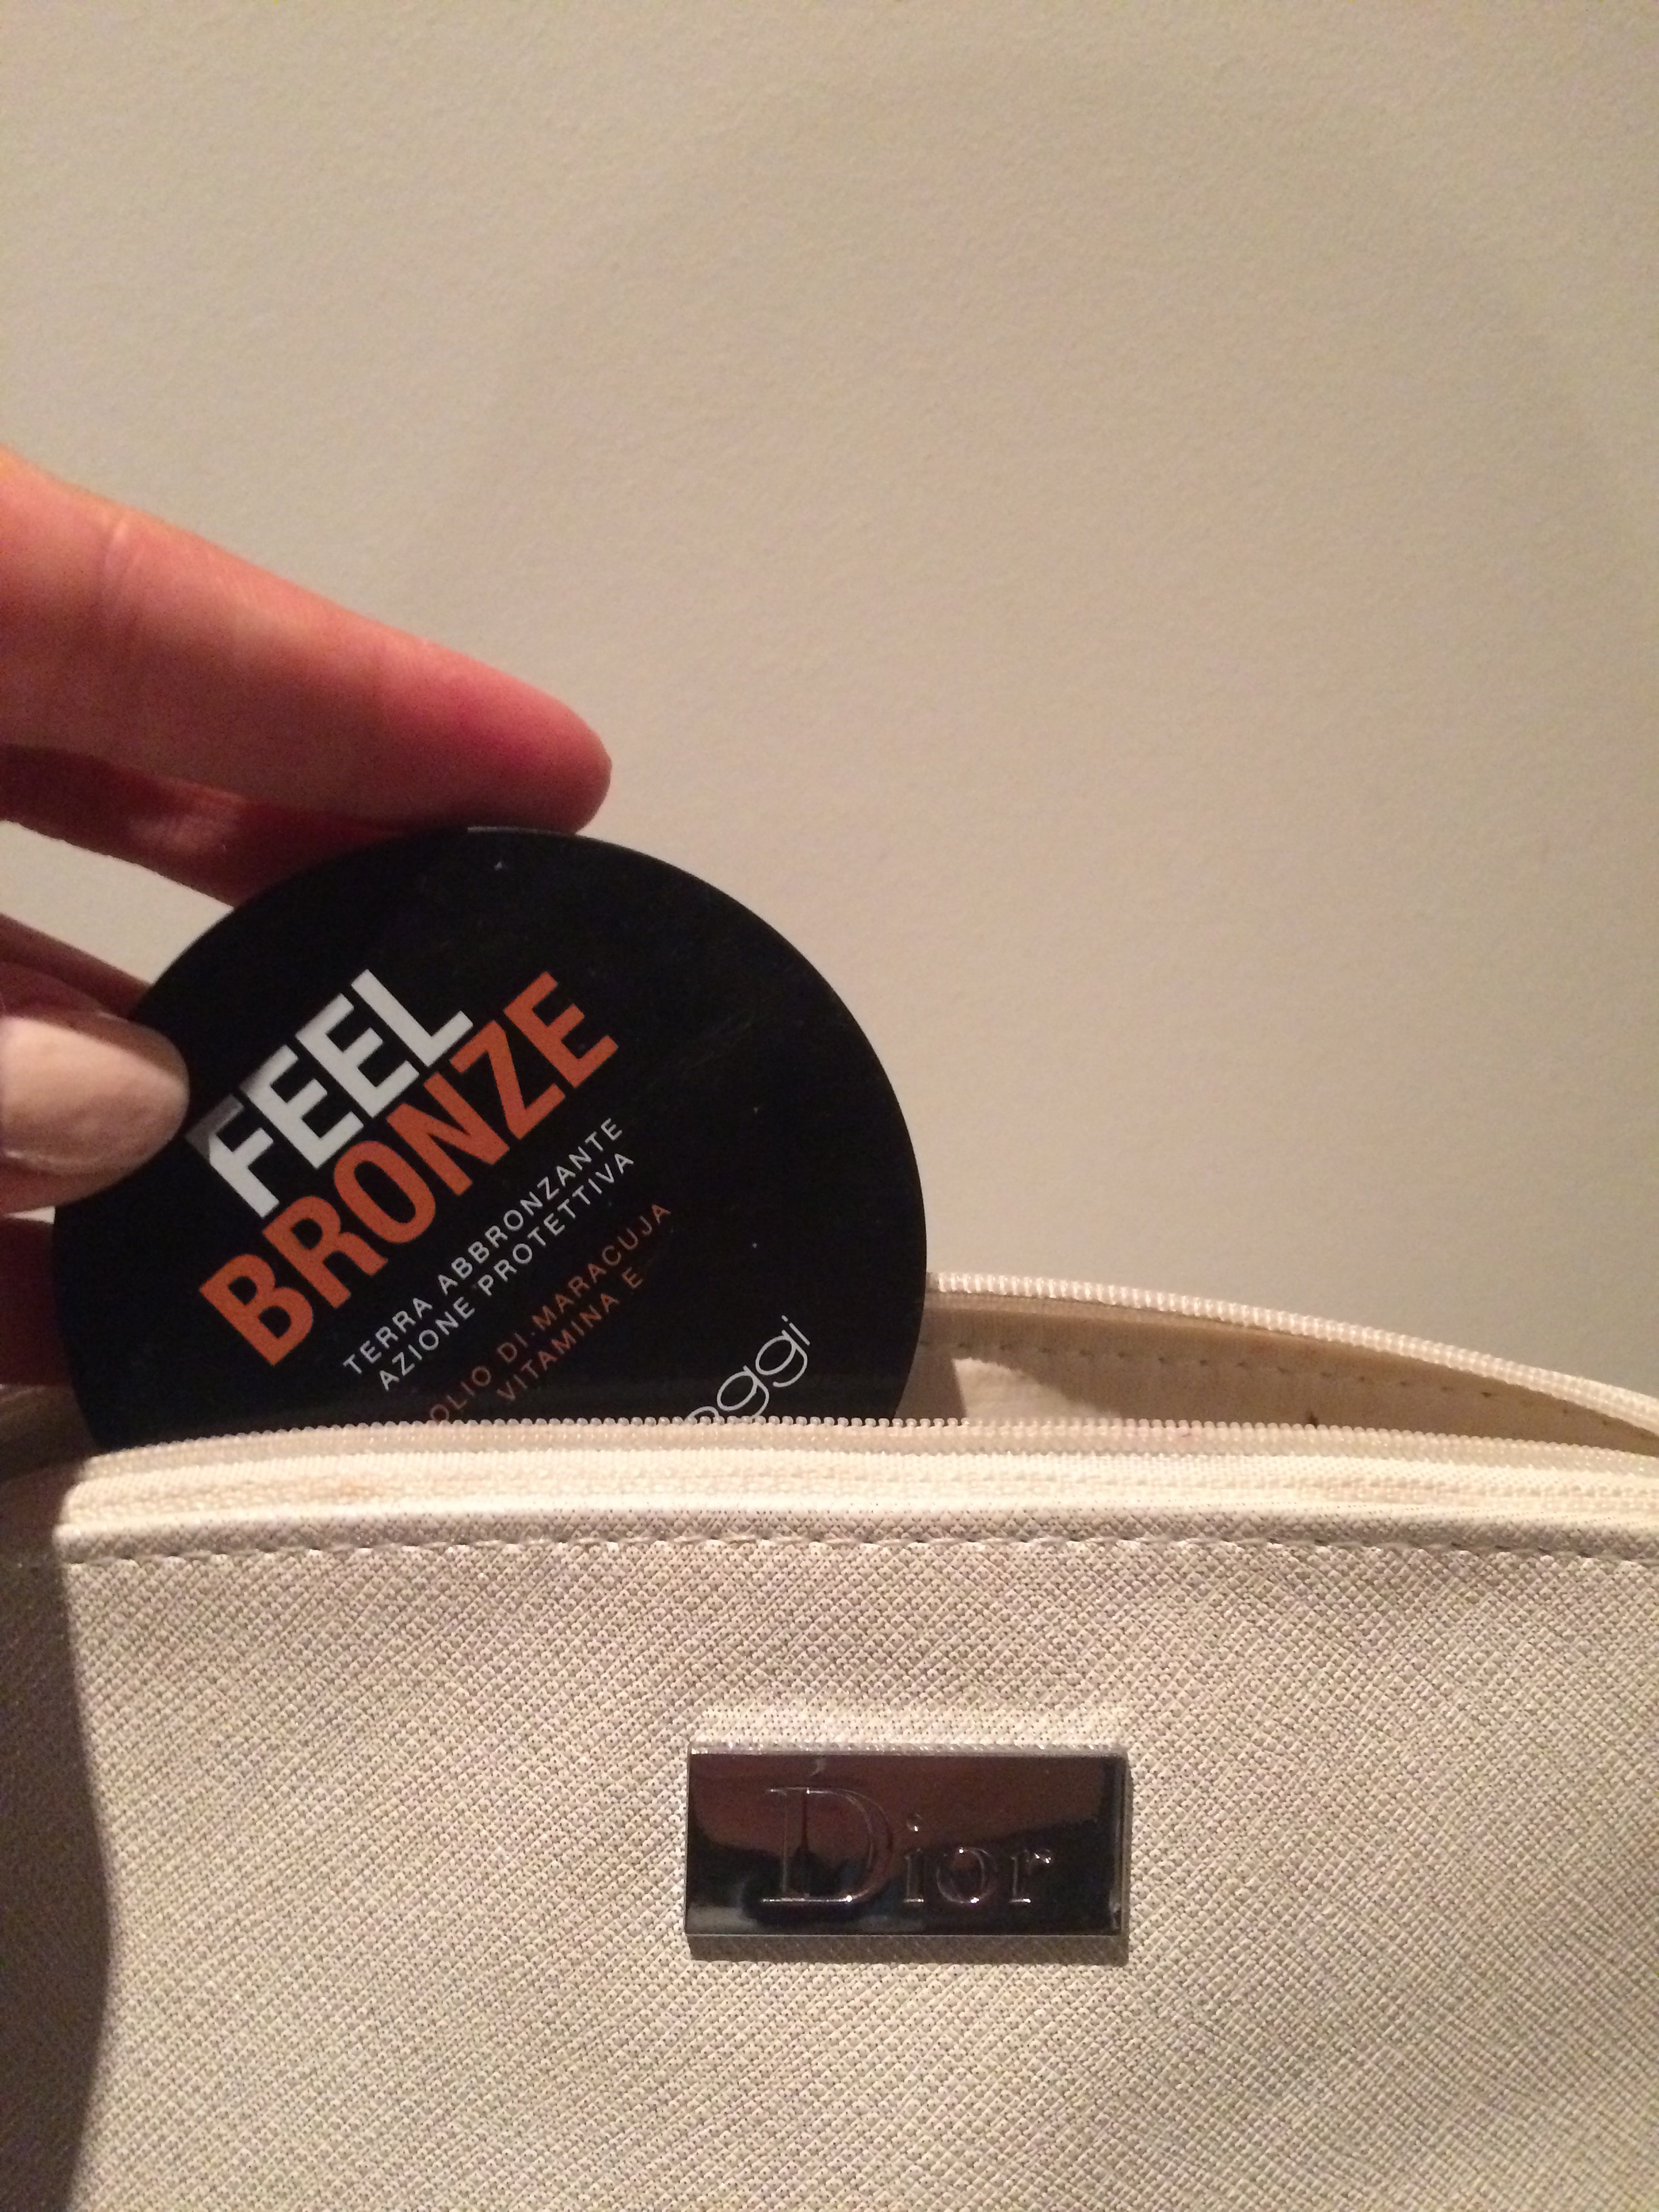 FEEL
BRONZE
TERRA ABBRONZANTE
AZIONE PROTETTIVA
OLIO DI MARACUJA
VITAMINA E
Dior